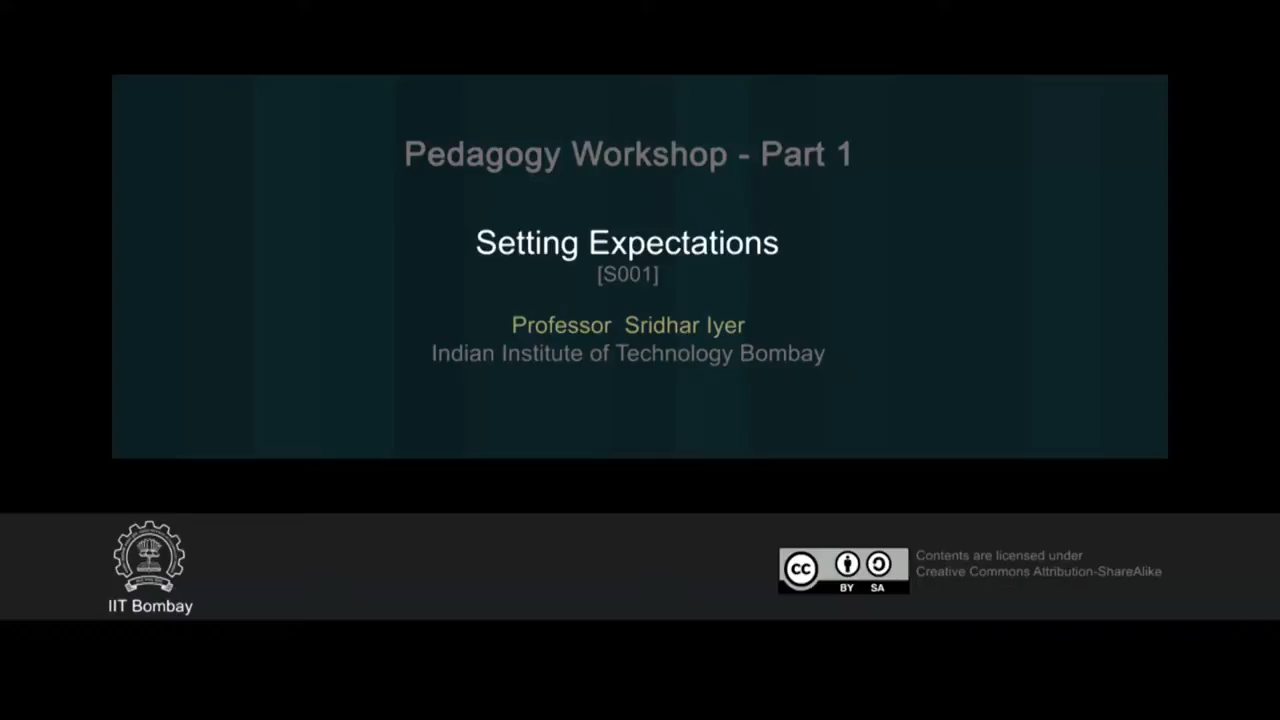 Pedagogy Workshop - Part 1
Setting Expectations
[S001]
Professor Sridhar Iyer
Indian Institute of Technology Bombay
IIT Bombay
cc
BY SA
Contents are licensed under
Creative Commons Attribution-ShareAlike